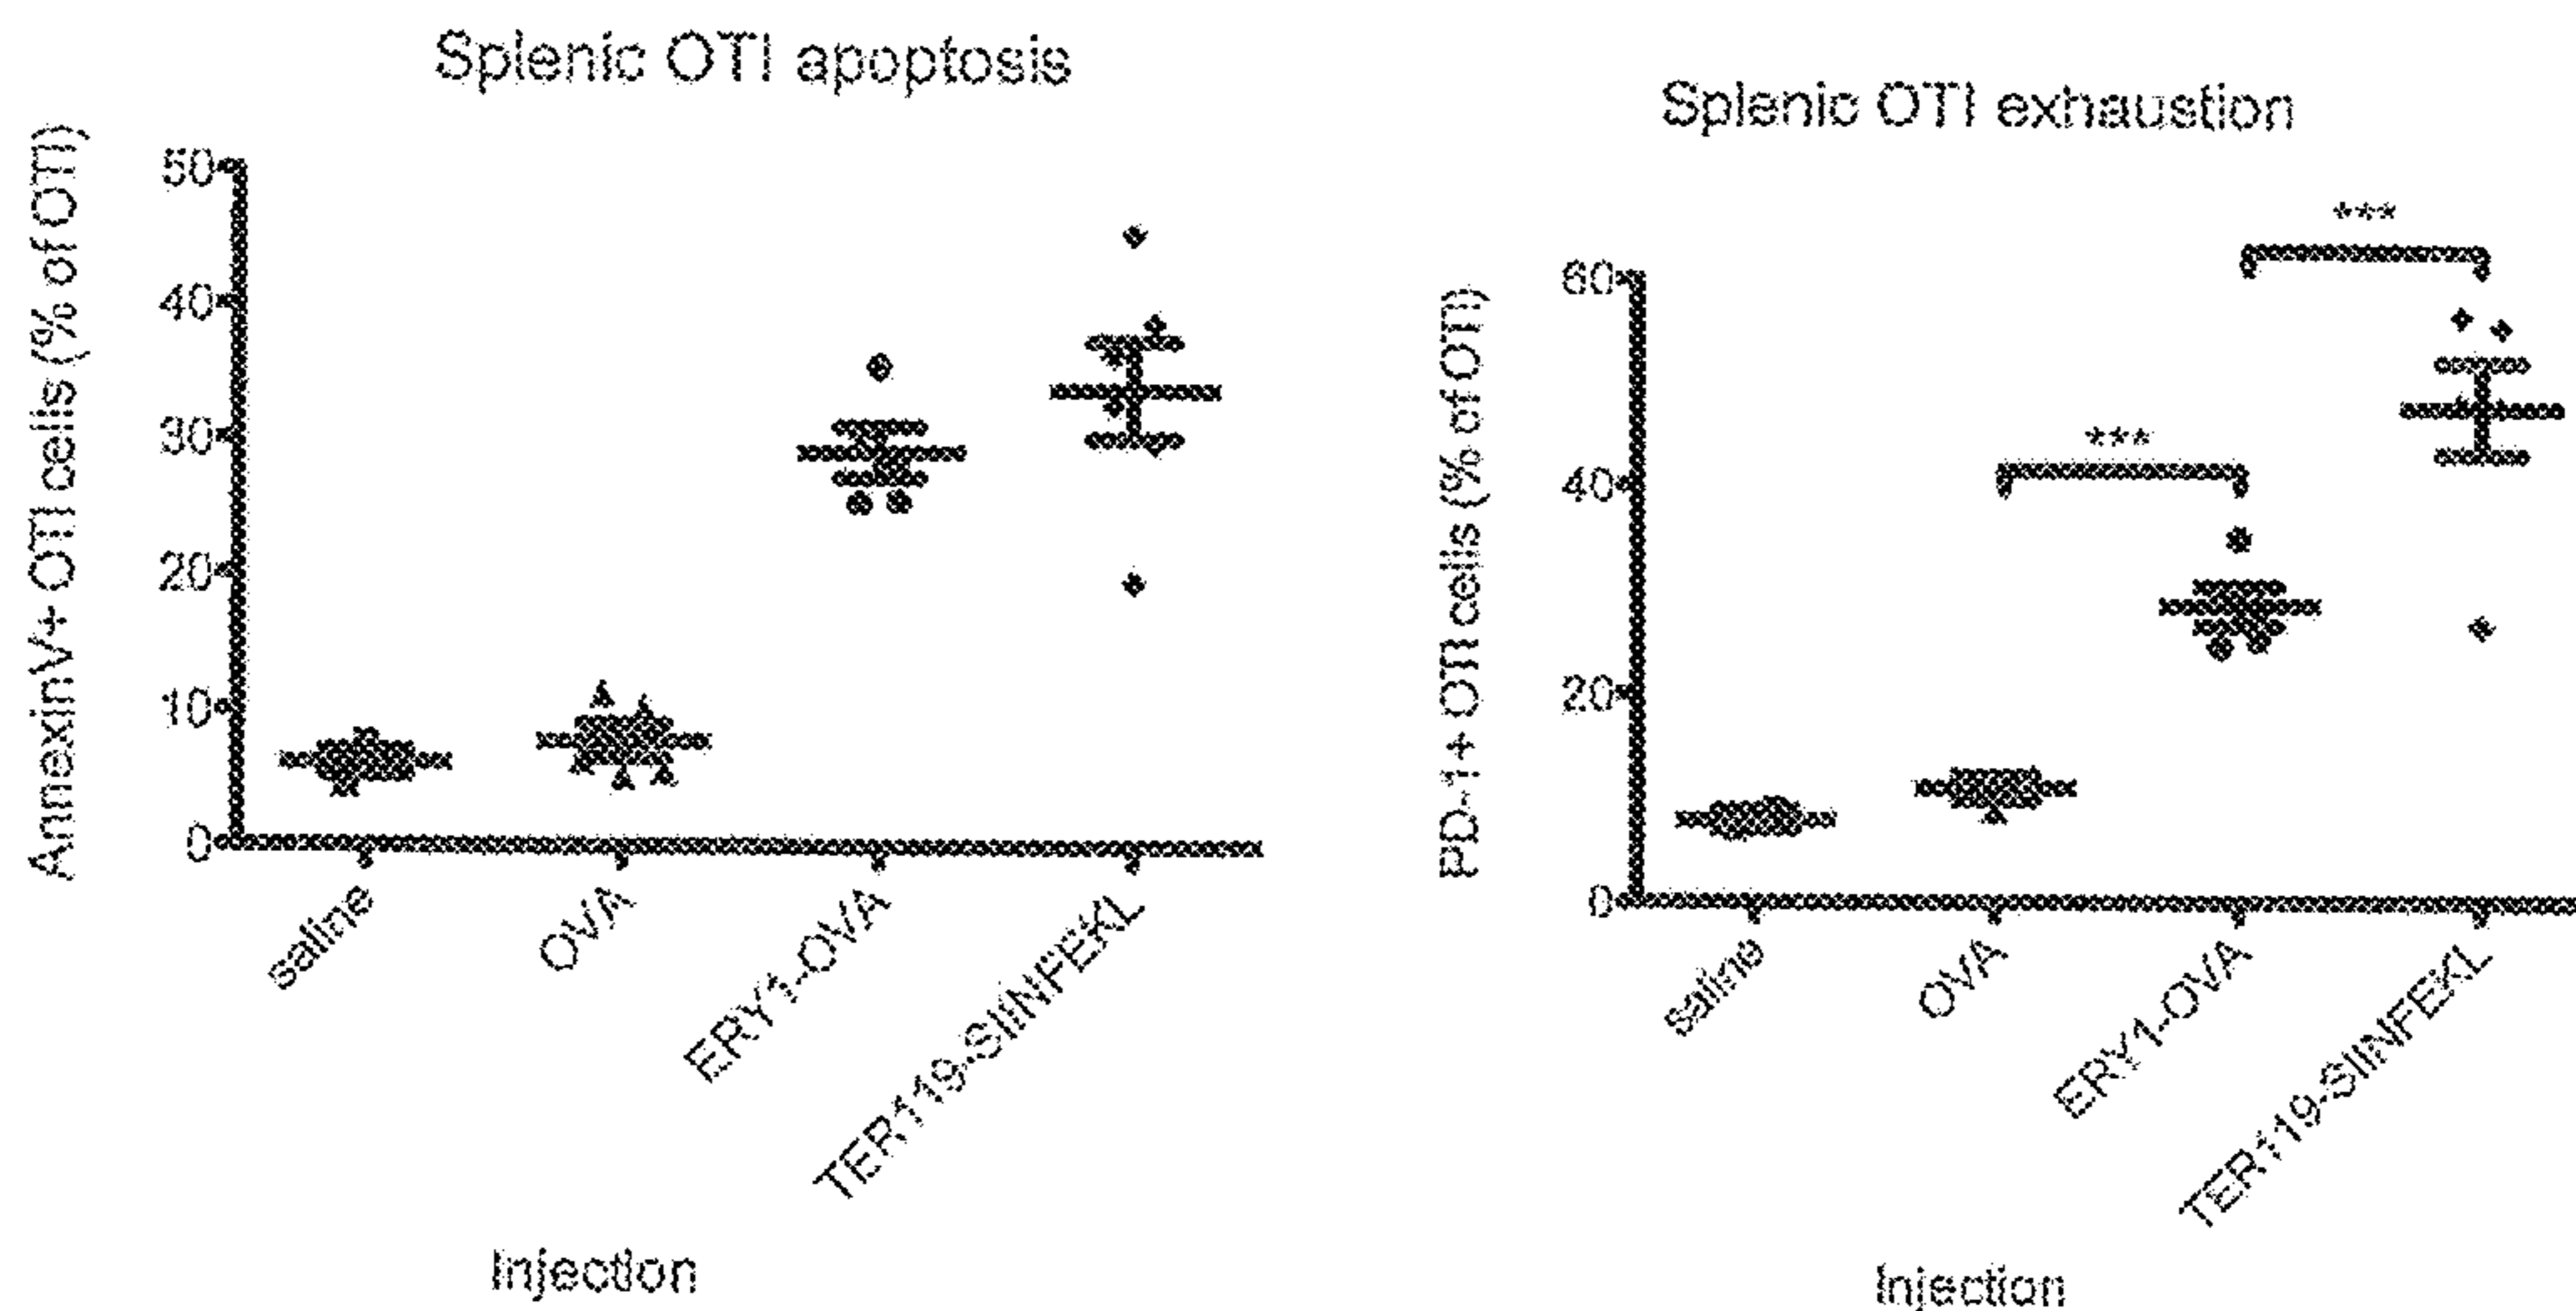 Splenic OTI apoptosis
AnnexinV+ OTI cells (% of OTI)
50
40
30
20
10
0
saline
OVA
ERY1-OVA
TER119-SIINFEKL
Injection
Splenic OTI exhaustion
PD-1+ OTI cells (% of OTI)
60
40
20
0
***
***
saline
OVA
ERY1-OVA
TER119-SIINFEKL
Injection